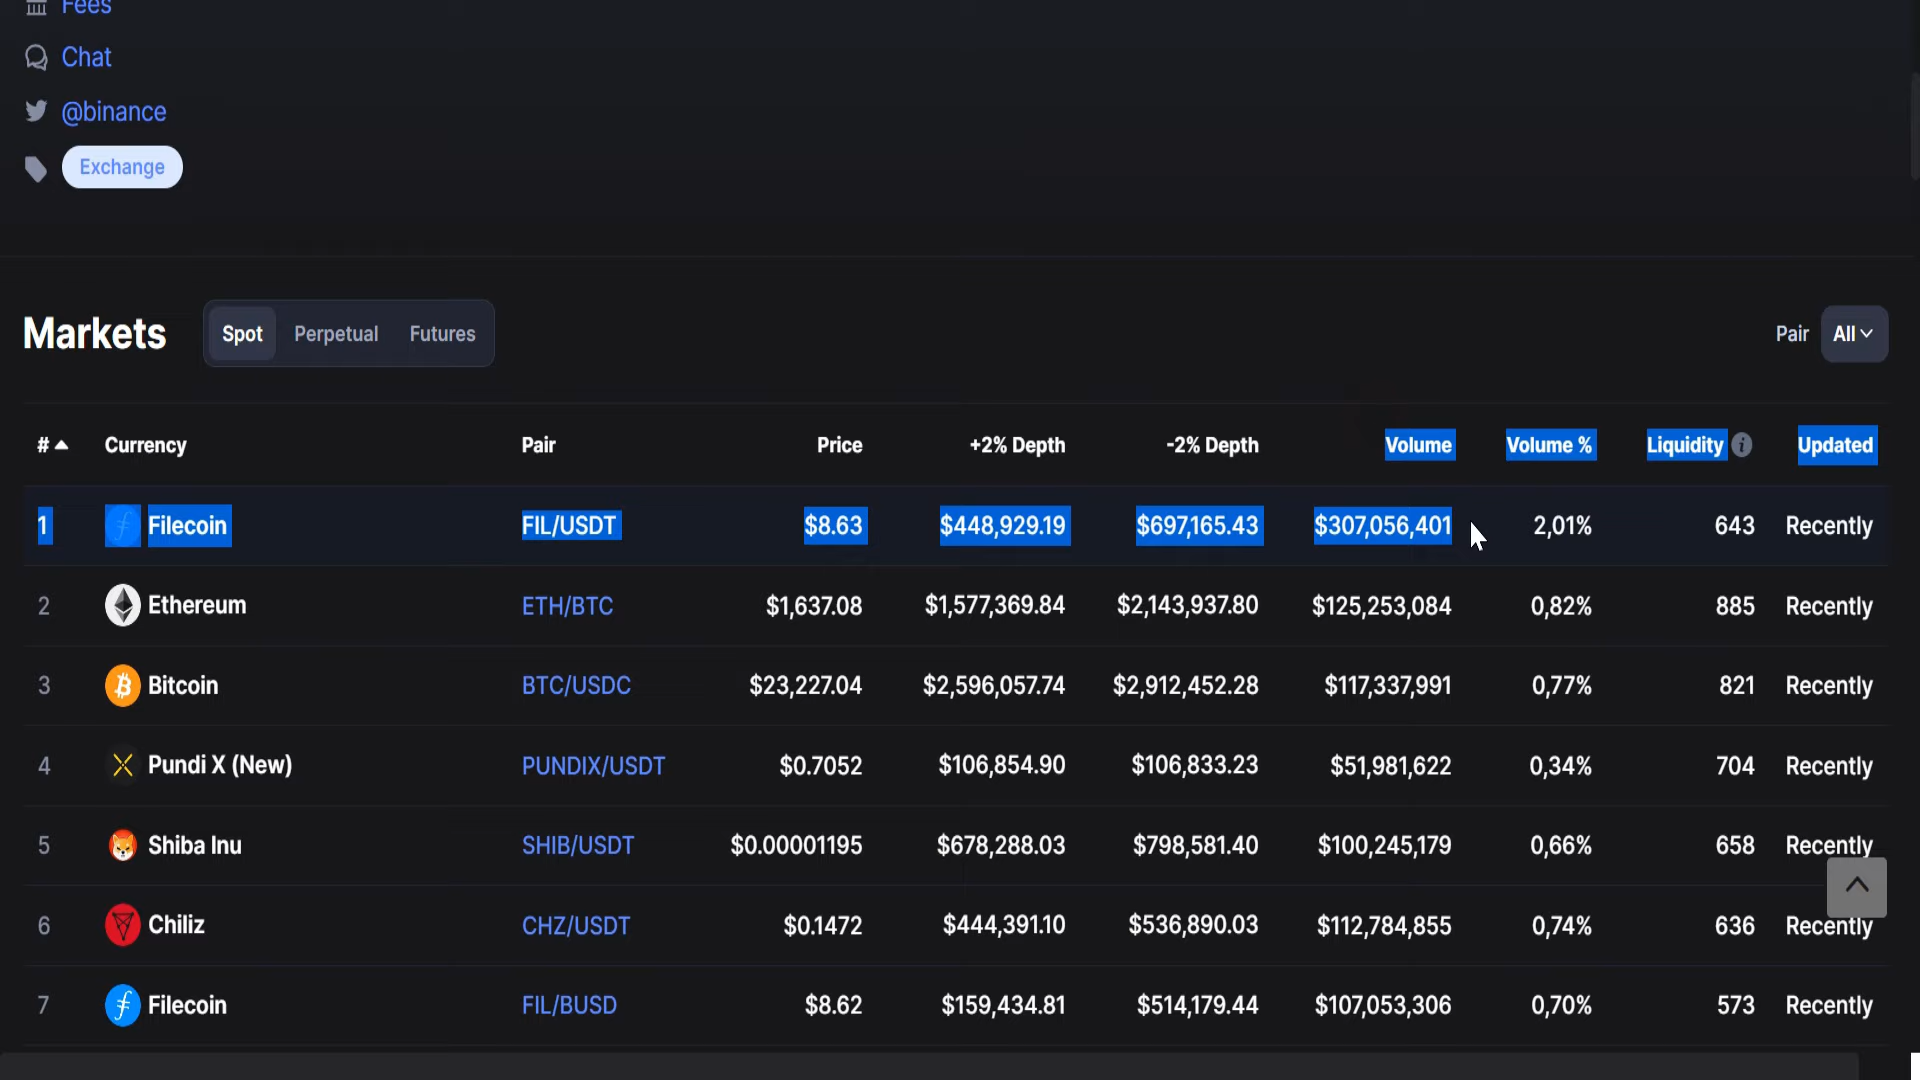 Fees
Chat
@binance
Exchange
Markets Spot Perpetual Futures Pair All
# Currency Pair Price +2% Depth -2% Depth Volume Volume % Liquidity Updated
1 Filecoin FIL/USDT $8.63 $448,929.19 $697,165.43 $307,056,401 2,01% 643 Recently
2 Ethereum ETH/BTC $1,637.08 $1,577,369.84 $2,143,937.80 $125,253,084 0,82% 885 Recently
3 Bitcoin BTC/USDC $23,227.04 $2,596,057.74 $2,912,452.28 $117,337,991 0,77% 821 Recently
4 Pundi X (New) PUNDIX/USDT $0.7052 $106,854.90 $106,833.23 $51,981,622 0,34% 704 Recently
5 Shiba Inu SHIB/USDT $0.00001195 $678,288.03 $798,581.40 $100,245,179 0,66% 658 Recently
6 Chiliz CHZ/USDT $0.1472 $444,391.10 $536,890.03 $112,784,855 0,74% 636 Recently
7 Filecoin FIL/BUSD $8.62 $159,434.81 $514,179.44 $107,053,306 0,70% 573 Recently